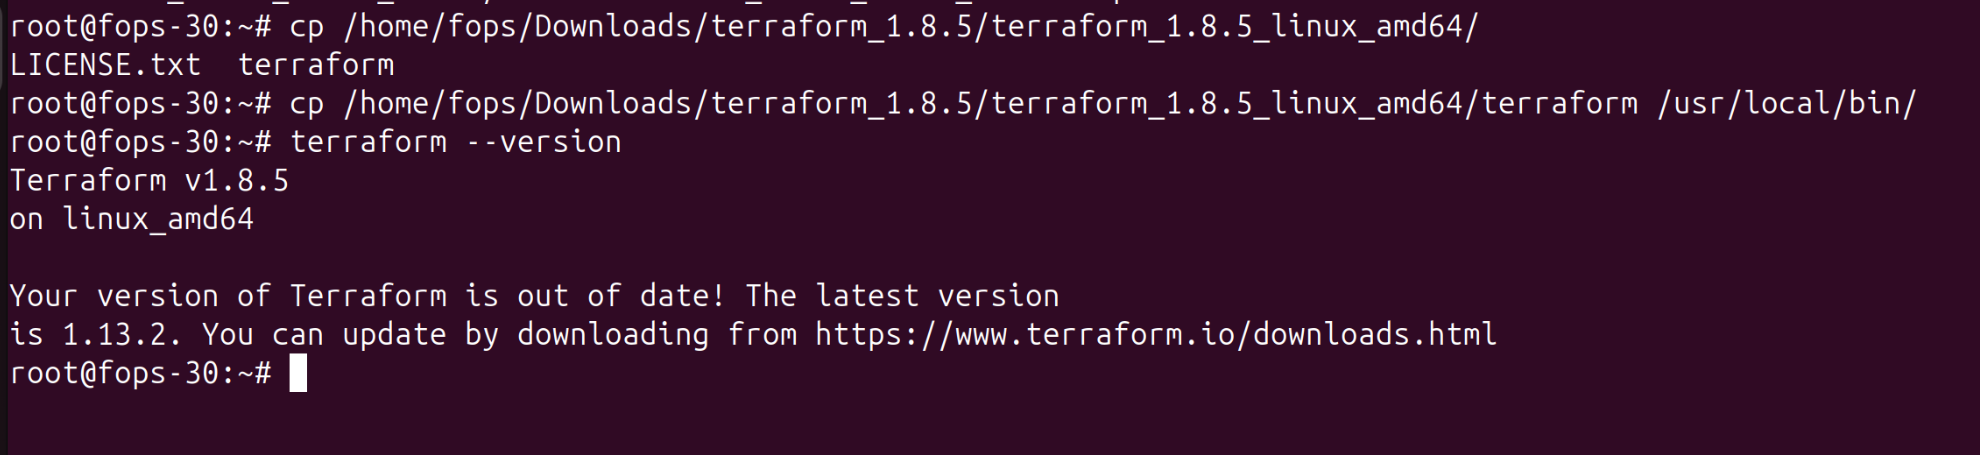 root@fops-30:~# cp /home/fops/Downloads/terraform_1.8.5/terraform_1.8.5_linux_amd64/
LICENSE.txt  terraform
root@fops-30:~# cp /home/fops/Downloads/terraform_1.8.5/terraform_1.8.5_linux_amd64/terraform /usr/local/bin/
root@fops-30:~# terraform --version
Terraform v1.8.5
on linux_amd64

Your version of Terraform is out of date! The latest version
is 1.13.2. You can update by downloading from https://www.terraform.io/downloads.html
root@fops-30:~#